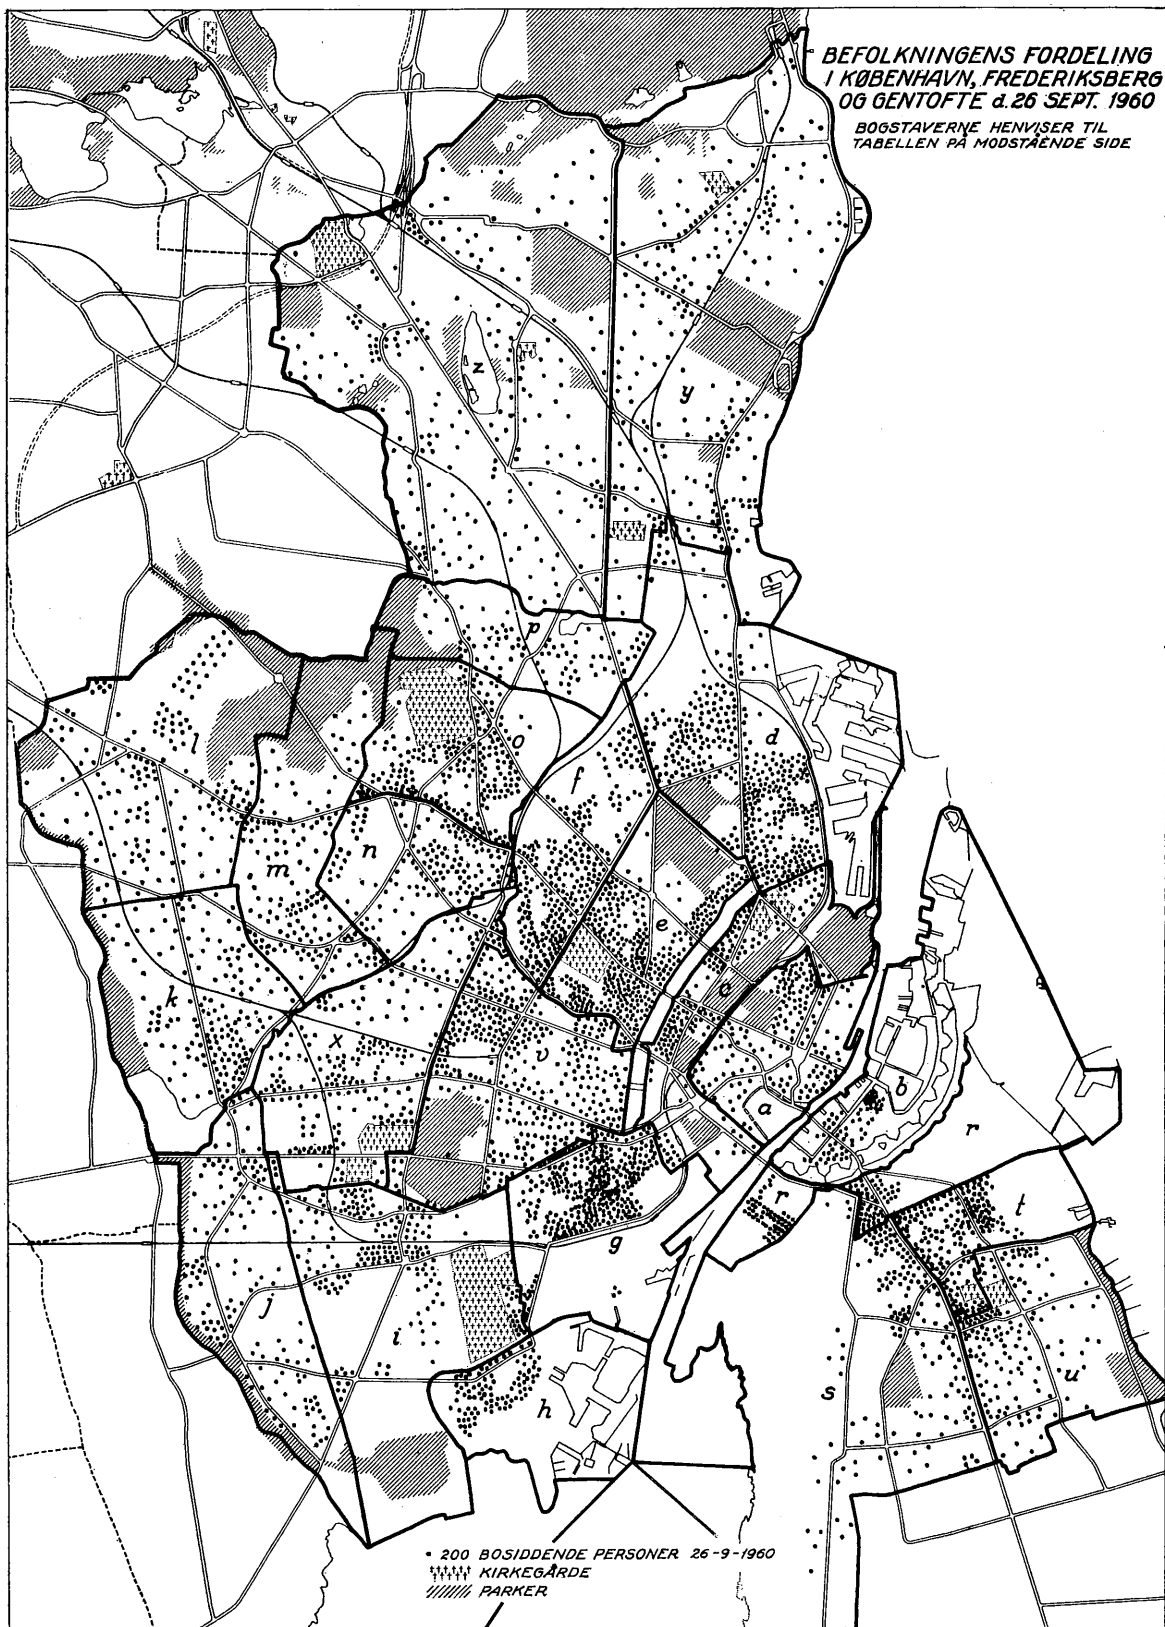 BEFOLKNINGENS FORDELING
I KØBENHAVN, FREDERIKSBERG
OG GENTOFTE d. 26 SEPT. 1960
BOGSTAVERNE HENVISER TIL
TABELLEN PÅ MODSTÅENDE SIDE
z
y
p
l
o
d
f
m
n
e
k
c
x
v
b
a
r
r
t
g
j
i
s
u
h
• 200 BOSIDDENDE PERSONER 26-9-1960
KIRKEGÅRDE
PARKER